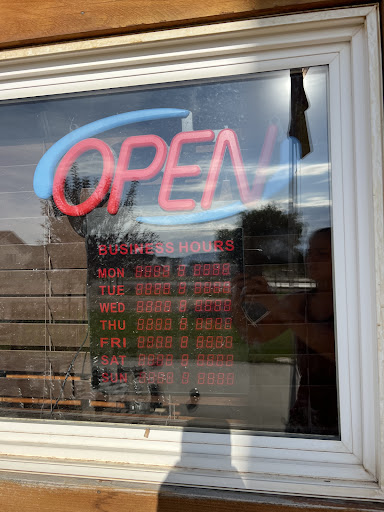 OPEN
BUSINESS HOURS
MON
TUE
WED
THU
FRI
SAT
SUN